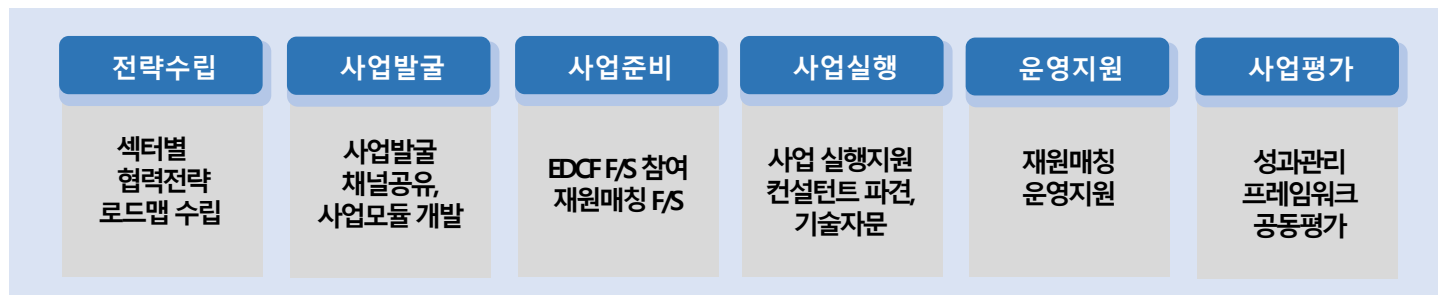 전략수립
섹터별
협력전략
로드맵 수립
사업발굴
사업발굴
채널공유,
사업모듈 개발
사업준비
EDCF F/S 참여
재원매칭 F/S
사업실행
사업 실행지원
컨설턴트 파견,
기술자문
운영지원
재원매칭
운영지원
사업평가
성과관리
프레임워크
공동평가